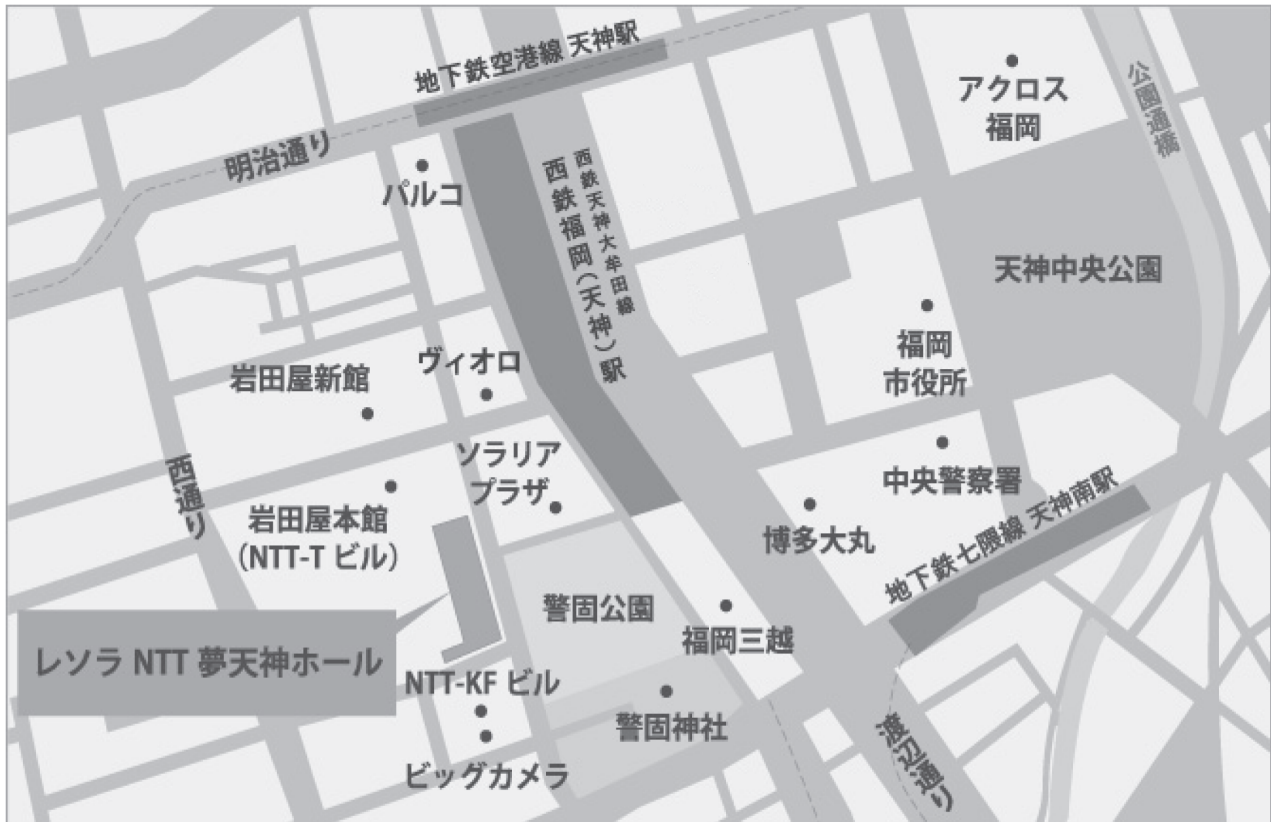 地下鉄空港線 天神駅
アクロス
福岡
公園通橋
明治通り
パルコ
西鉄天神大牟田線
西鉄福岡(天神)駅
天神中央公園
福岡
市役所
ヴィオロ
岩田屋新館
ソラリア
プラザ
中央警察署
西通り
岩田屋本館
(NTT-T ビル)
博多大丸
地下鉄七隈線 天神南駅
警固公園
福岡三越
レソラ NTT 夢天神ホール
NTT-KF ビル
警固神社
渡辺通り
ビッグカメラ